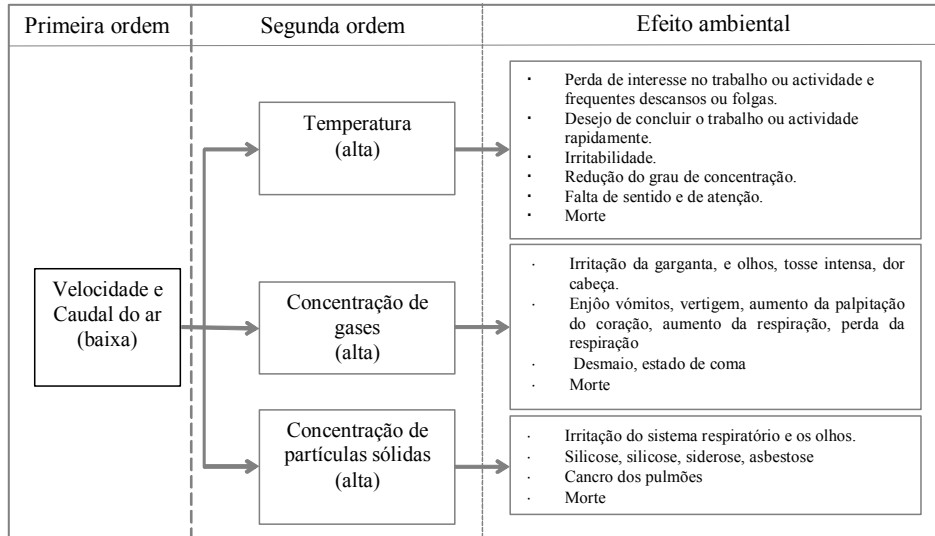 Primeira ordem
Segunda ordem
Efeito ambiental
Velocidade e
Caudal do ar
(baixa)
Temperatura
(alta)
· Perda de interesse no trabalho ou actividade e
frequentes descansos ou folgas.
· Desejo de concluir o trabalho ou actividade
rapidamente.
· Irritabilidade.
· Redução do grau de concentração.
· Falta de sentido e de atenção.
· Morte
Concentração de
gases
(alta)
· Irritação da garganta, e olhos, tosse intensa, dor
cabeça.
· Enjôo vómitos, vertigem, aumento da palpitação
do coração, aumento da respiração, perda da
respiração
· Desmaio, estado de coma
· Morte
Concentração de
partículas sólidas
(alta)
· Irritação do sistema respiratório e os olhos.
· Silicose, silicose, siderose, asbestose
· Cancro dos pulmões
· Morte